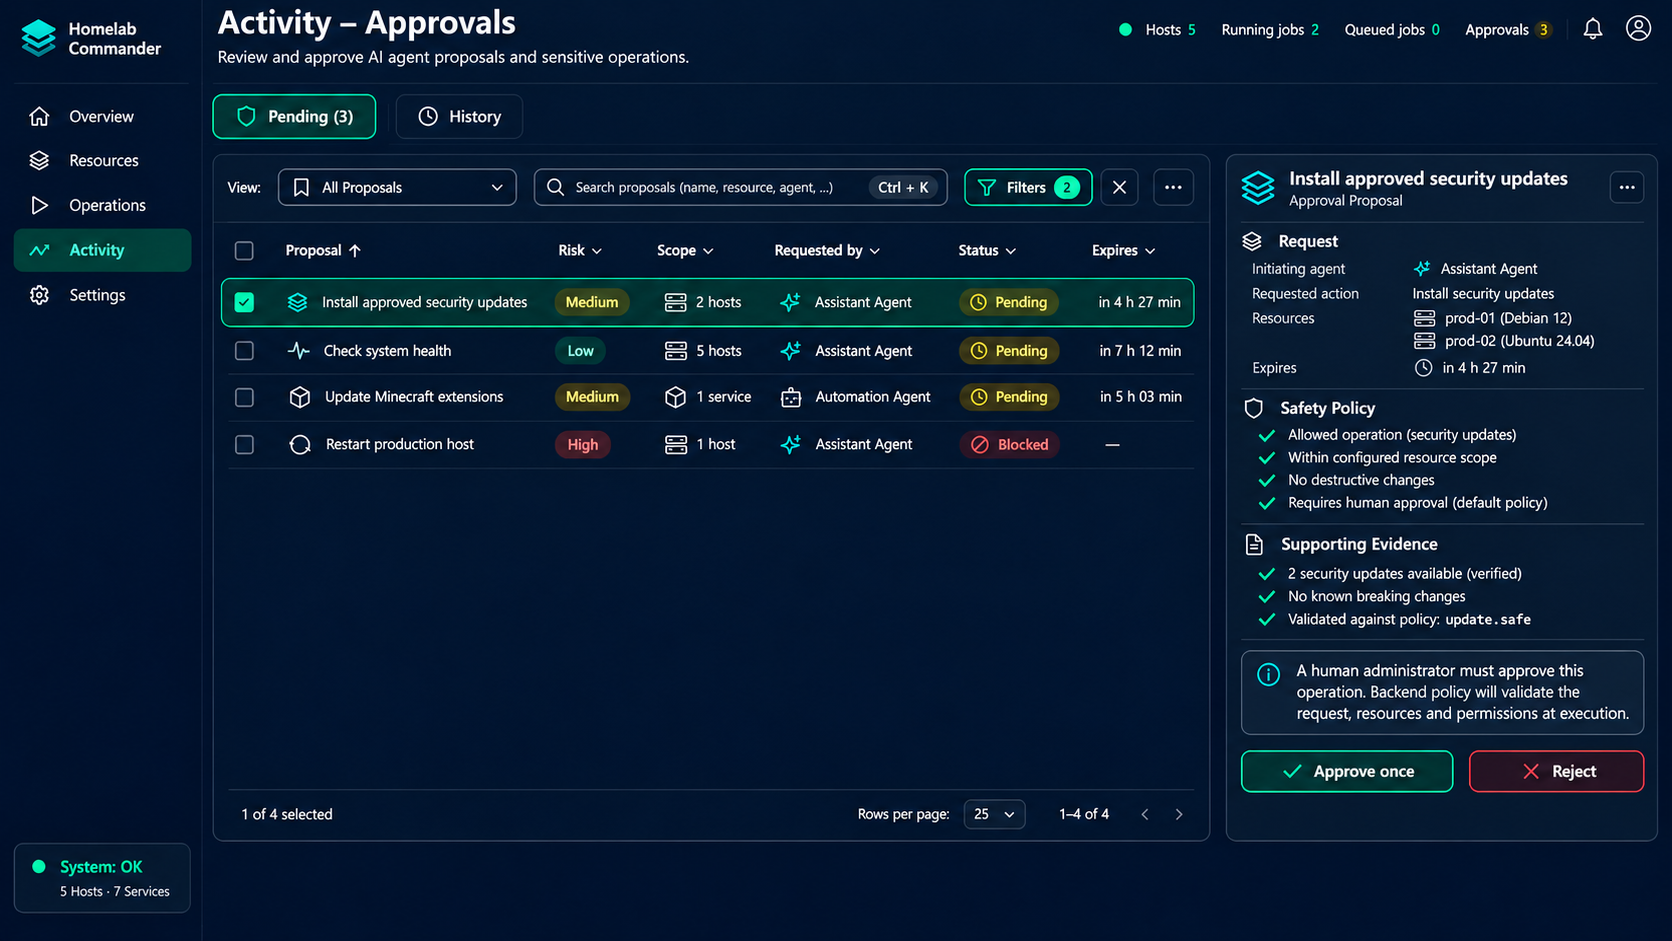 Homelab
Commander
Overview
Resources
Operations
Activity
Settings
System: OK
5 Hosts · 7 Services
Activity – Approvals
Review and approve AI agent proposals and sensitive operations.
Hosts 5 Running jobs 2 Queued jobs 0 Approvals 3
Pending (3) History
View: All Proposals Search proposals (name, resource, agent, ...) Ctrl + K Filters 2
Proposal Risk Scope Requested by Status Expires
Install approved security updates Medium 2 hosts Assistant Agent Pending in 4 h 27 min
Check system health Low 5 hosts Assistant Agent Pending in 7 h 12 min
Update Minecraft extensions Medium 1 service Automation Agent Pending in 5 h 03 min
Restart production host High 1 host Assistant Agent Blocked —
1 of 4 selected Rows per page: 25 1–4 of 4
Install approved security updates
Approval Proposal
Request
Initiating agent Assistant Agent
Requested action Install security updates
Resources prod-01 (Debian 12)
prod-02 (Ubuntu 24.04)
Expires in 4 h 27 min
Safety Policy
Allowed operation (security updates)
Within configured resource scope
No destructive changes
Requires human approval (default policy)
Supporting Evidence
2 security updates available (verified)
No known breaking changes
Validated against policy: update.safe
A human administrator must approve this
operation. Backend policy will validate the
request, resources and permissions at execution.
Approve once Reject